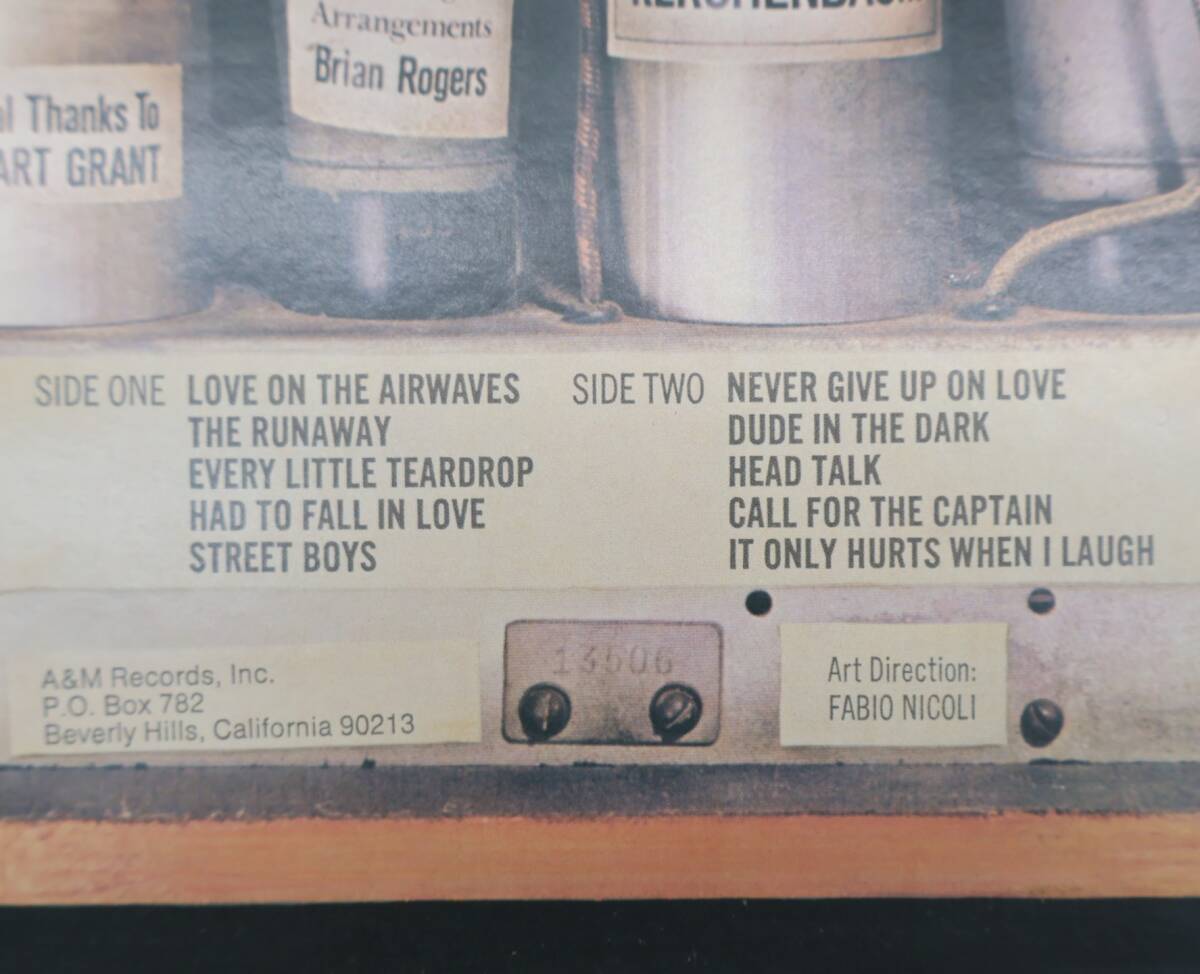 Arrangements
Brian Rogers
Thanks To
GRANT
SIDE ONE LOVE ON THE AIRWAVES
THE RUNAWAY
EVERY LITTLE TEARDROP
HAD TO FALL IN LOVE
STREET BOYS
SIDE TWO NEVER GIVE UP ON LOVE
DUDE IN THE DARK
HEAD TALK
CALL FOR THE CAPTAIN
IT ONLY HURTS WHEN I LAUGH
A&M Records, Inc.
P.O. Box 782
Beverly Hills, California 90213
13506
Art Direction:
FABIO NICOLI